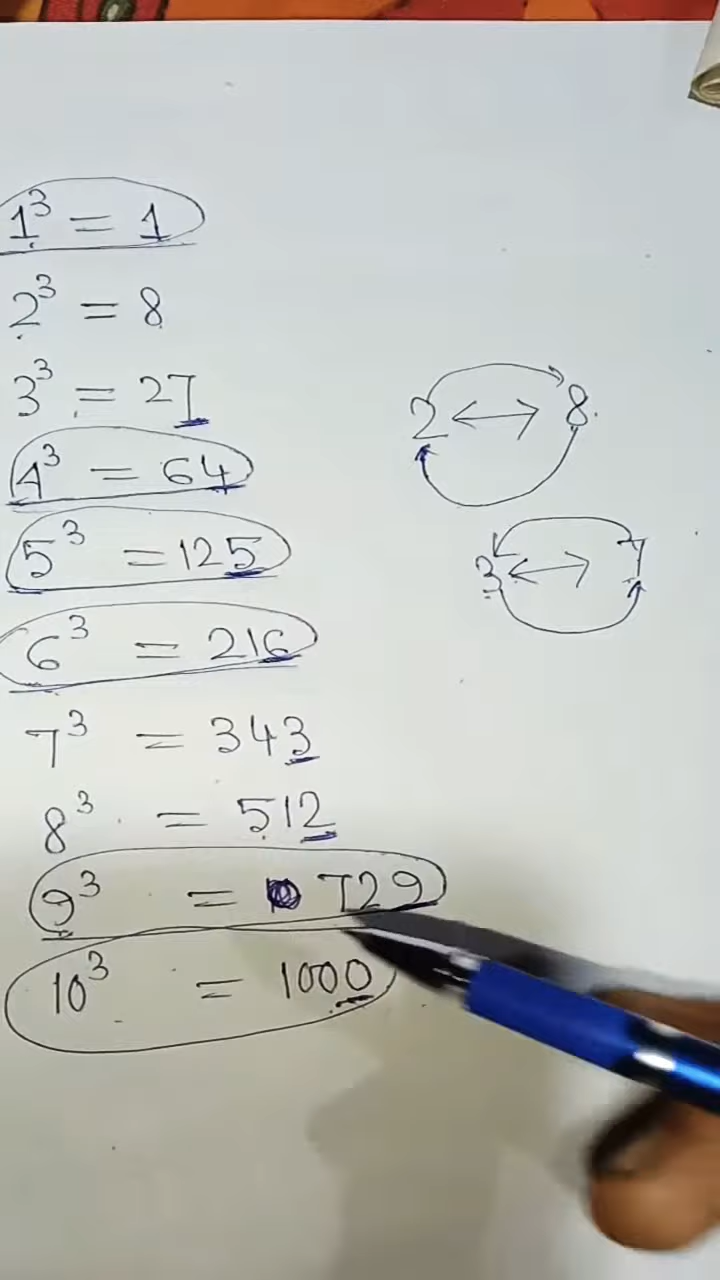 1³ = 1
2³ = 8
3³ = 27
4³ = 64
5³ = 125
6³ = 216
7³ = 343
8³ = 512
9³ = 729
10³ = 1000
2 ↔ 8
3 ↔ 7